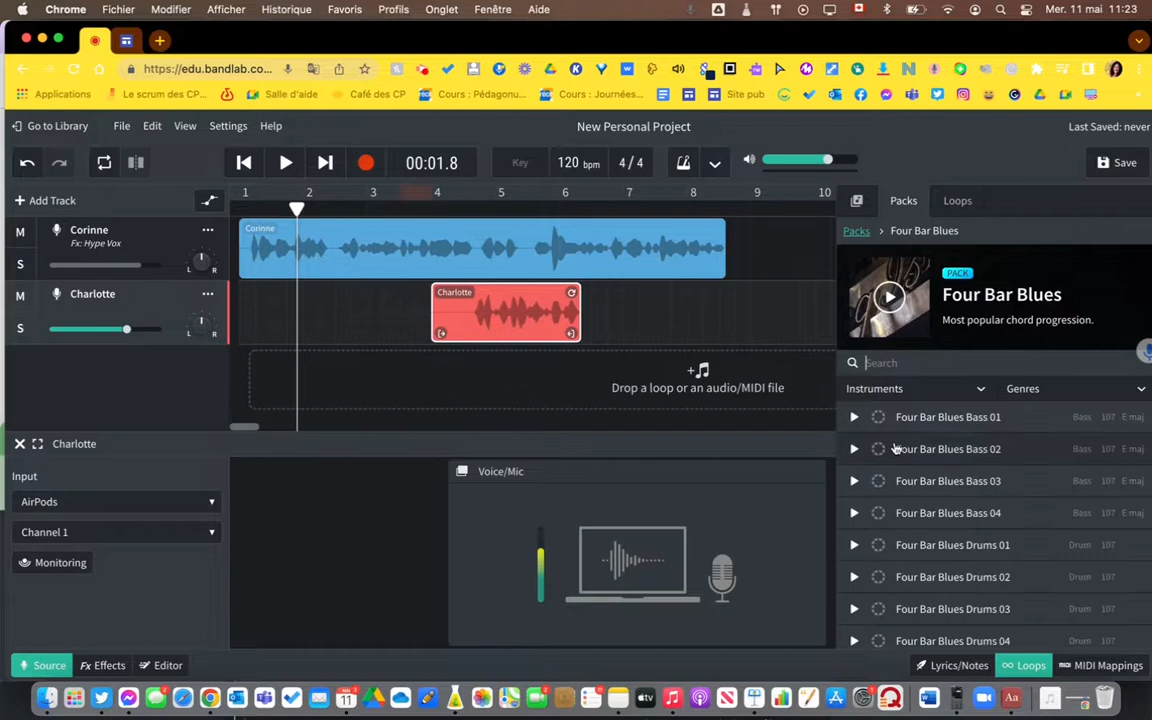 Chrome Fichier Modifier Afficher Historique Favoris Profils Onglet Fenêtre Aide Mer. 11 mai 11:23
https://edu.bandlab.co...
Applications Le scrum des CP... Salle d'aide Café des CP Cours : Pédagonu... Cours : Journées... Site pub
Go to Library File Edit View Settings Help New Personal Project Last Saved: never
00:01.8 Key 120 bpm 4/4 Save
Add Track 1 2 3 4 5 6 7 8 9 10 Packs Loops
M Corinne Corinne Packs > Four Bar Blues
Fx: Hype Vox
S L R
PACK
M Charlotte Charlotte Four Bar Blues
S L R Most popular chord progression.
Search
Drop a loop or an audio/MIDI file Instruments Genres
Four Bar Blues Bass 01 Bass 107 E maj
Charlotte Four Bar Blues Bass 02 Bass 107 E maj
Input Voice/Mic Four Bar Blues Bass 03 Bass 107 E maj
AirPods Four Bar Blues Bass 04 Bass 107 E maj
Channel 1 Four Bar Blues Drums 01 Drum 107
Monitoring Four Bar Blues Drums 02 Drum 107
Four Bar Blues Drums 03 Drum 107
Four Bar Blues Drums 04 Drum 107
Source Fx Effects Editor Lyrics/Notes Loops MIDI Mappings